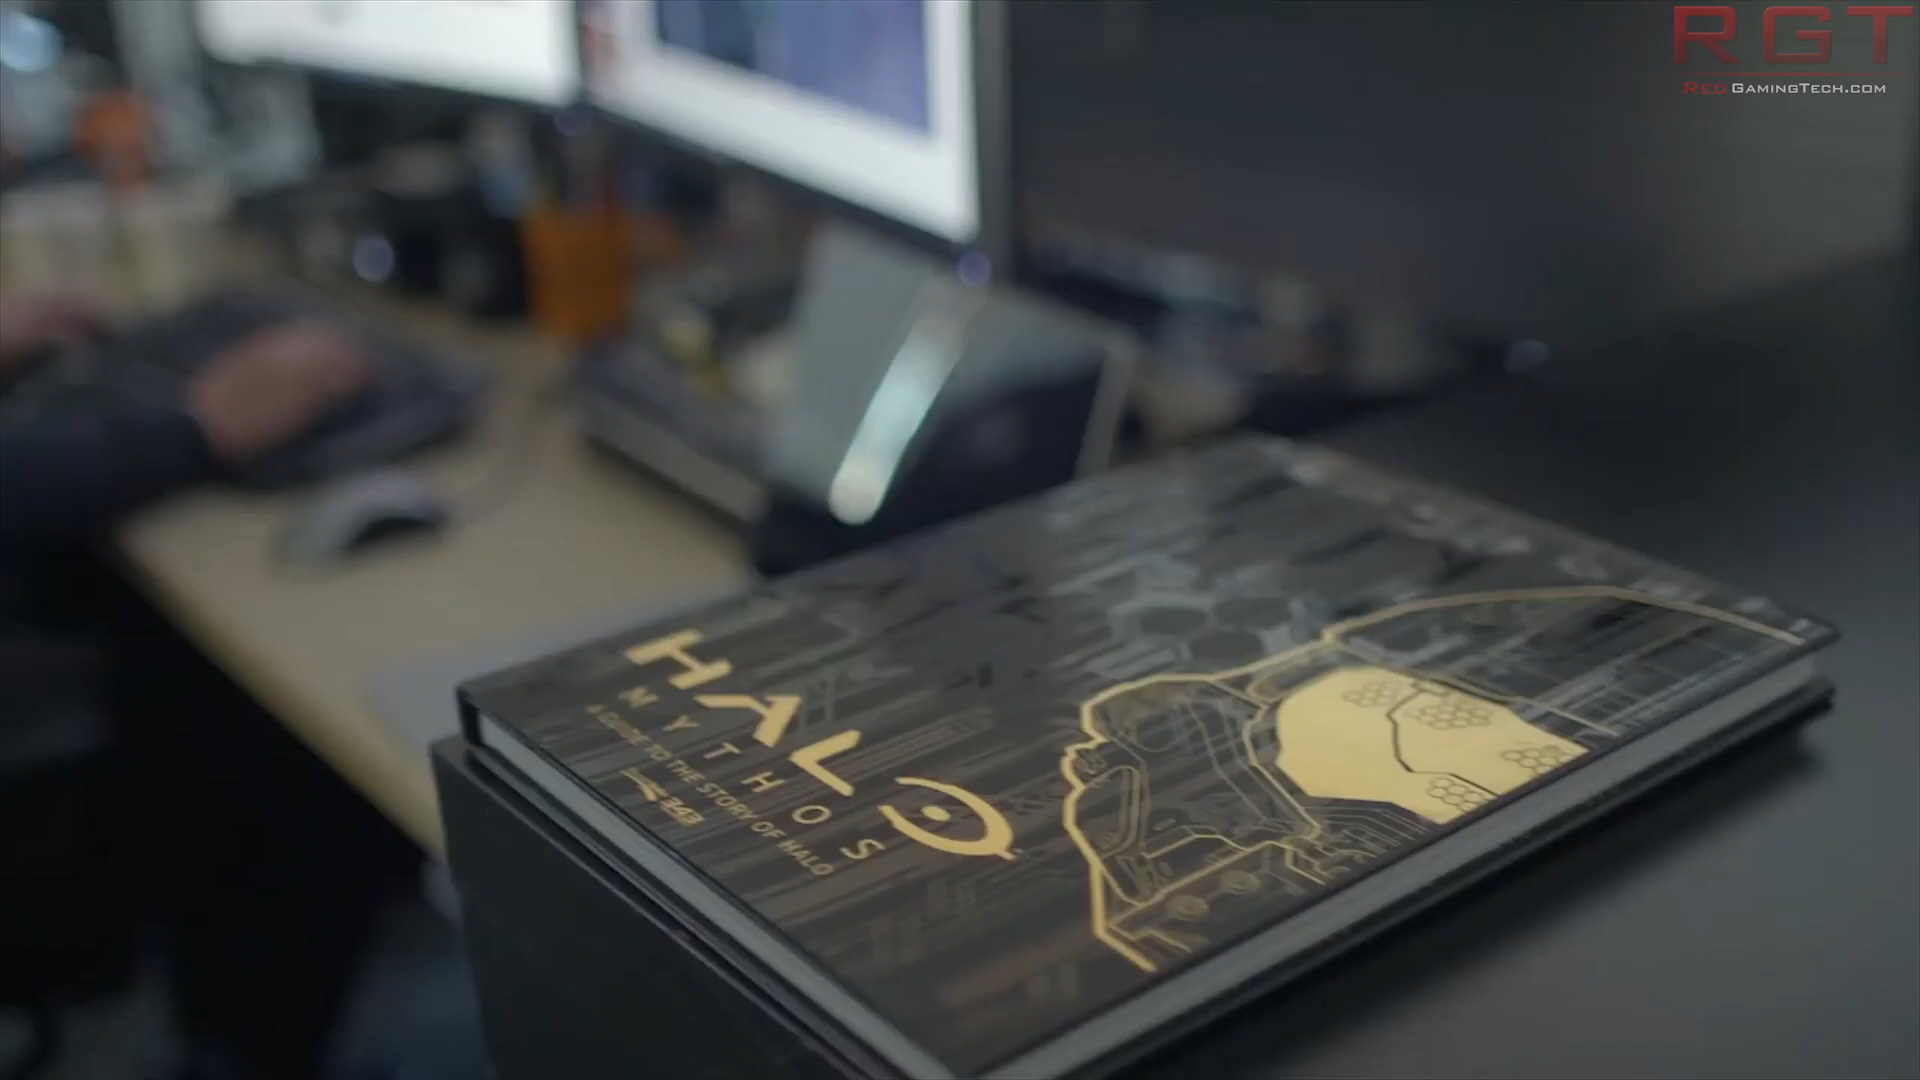 RGT
RedGamingTech.com
HALO
MYTHOS
A GUIDE TO THE STORY OF HALO
343